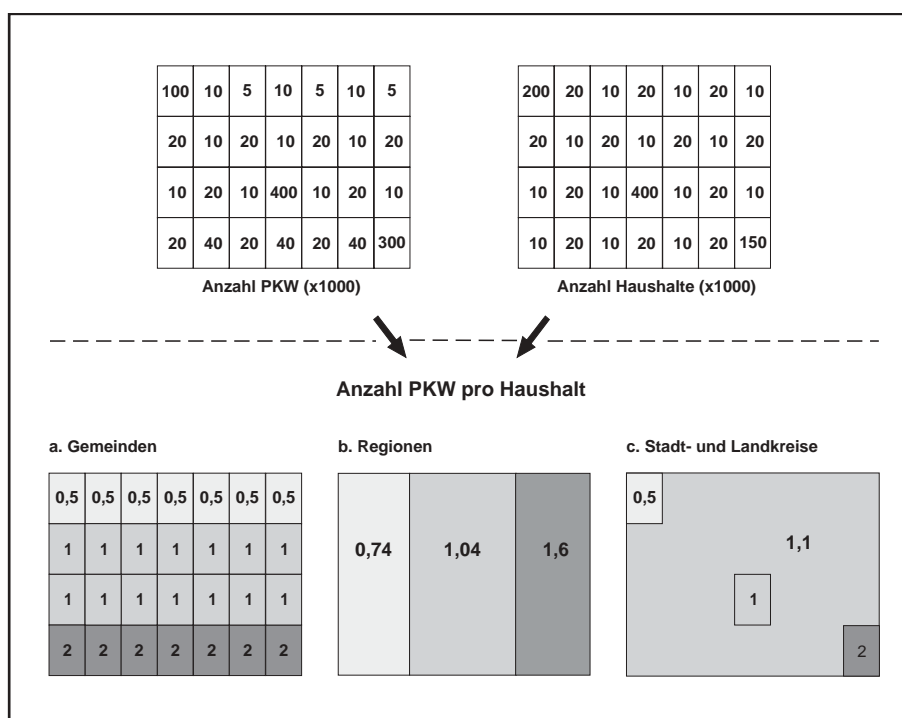 100 10 5 10 5 10 5
20 10 20 10 20 10 20
10 20 10 400 10 20 10
20 40 20 40 20 40 300
Anzahl PKW (x1000)
200 20 10 20 10 20 10
20 10 20 10 20 10 20
10 20 10 400 10 20 10
10 20 10 20 10 20 150
Anzahl Haushalte (x1000)
Anzahl PKW pro Haushalt
a. Gemeinden
0,5 0,5 0,5 0,5 0,5 0,5 0,5
1 1 1 1 1 1 1
1 1 1 1 1 1 1
2 2 2 2 2 2 2
b. Regionen
0,74 1,04 1,6
c. Stadt- und Landkreise
0,5
1,1
1
2